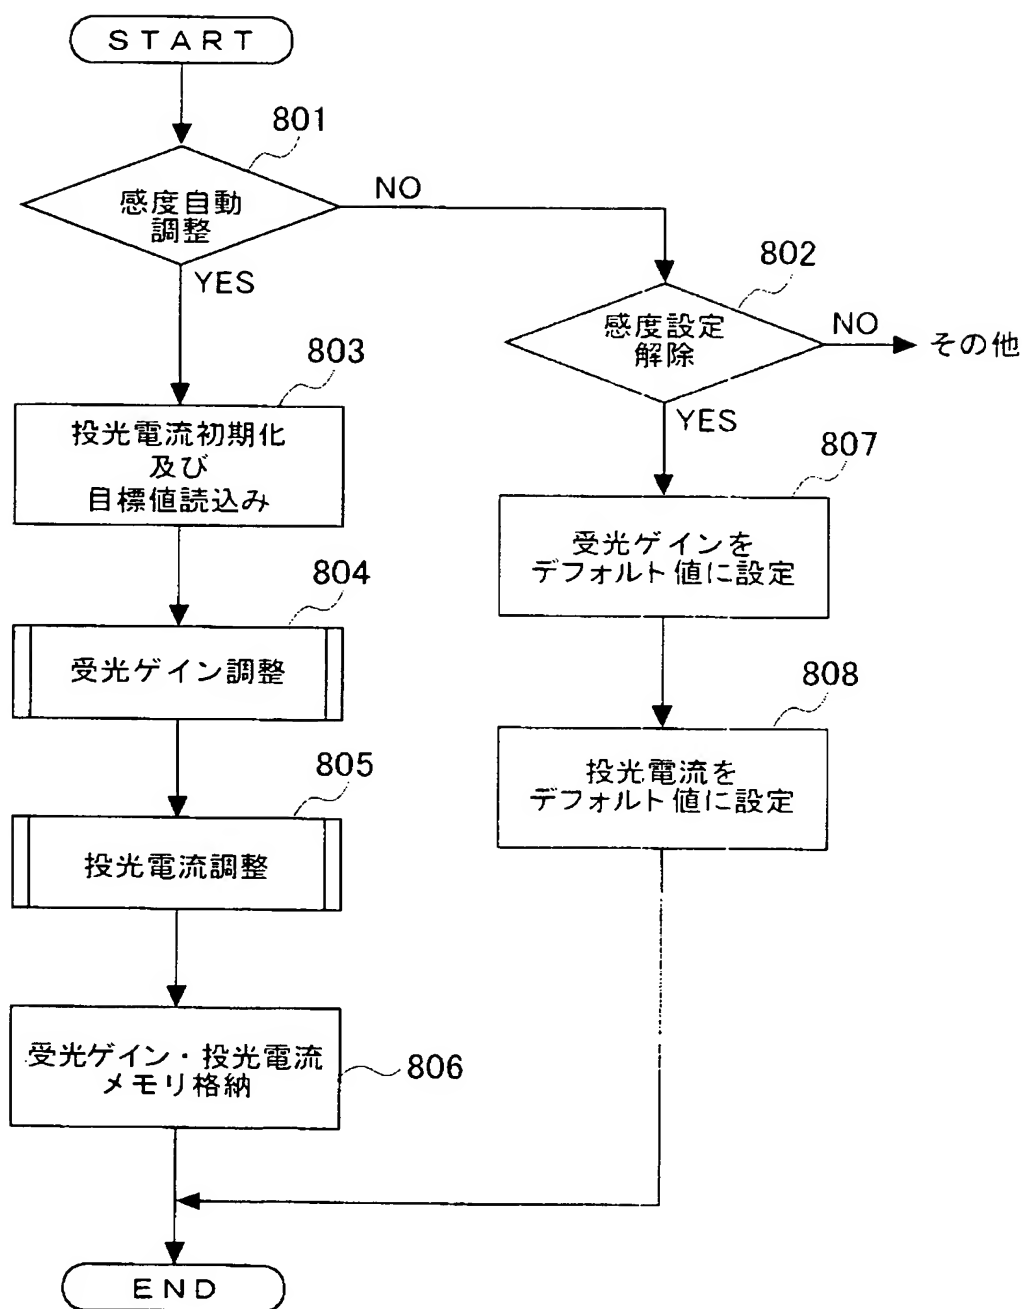 START
801
感度自動
調整
NO
YES
802
感度設定
解除
NO
その他
YES
803
投光電流初期化
及び
目標値読込み
807
受光ゲインを
デフォルト値に設定
804
受光ゲイン調整
808
投光電流を
デフォルト値に設定
805
投光電流調整
受光ゲイン・投光電流
メモリ格納
806
END